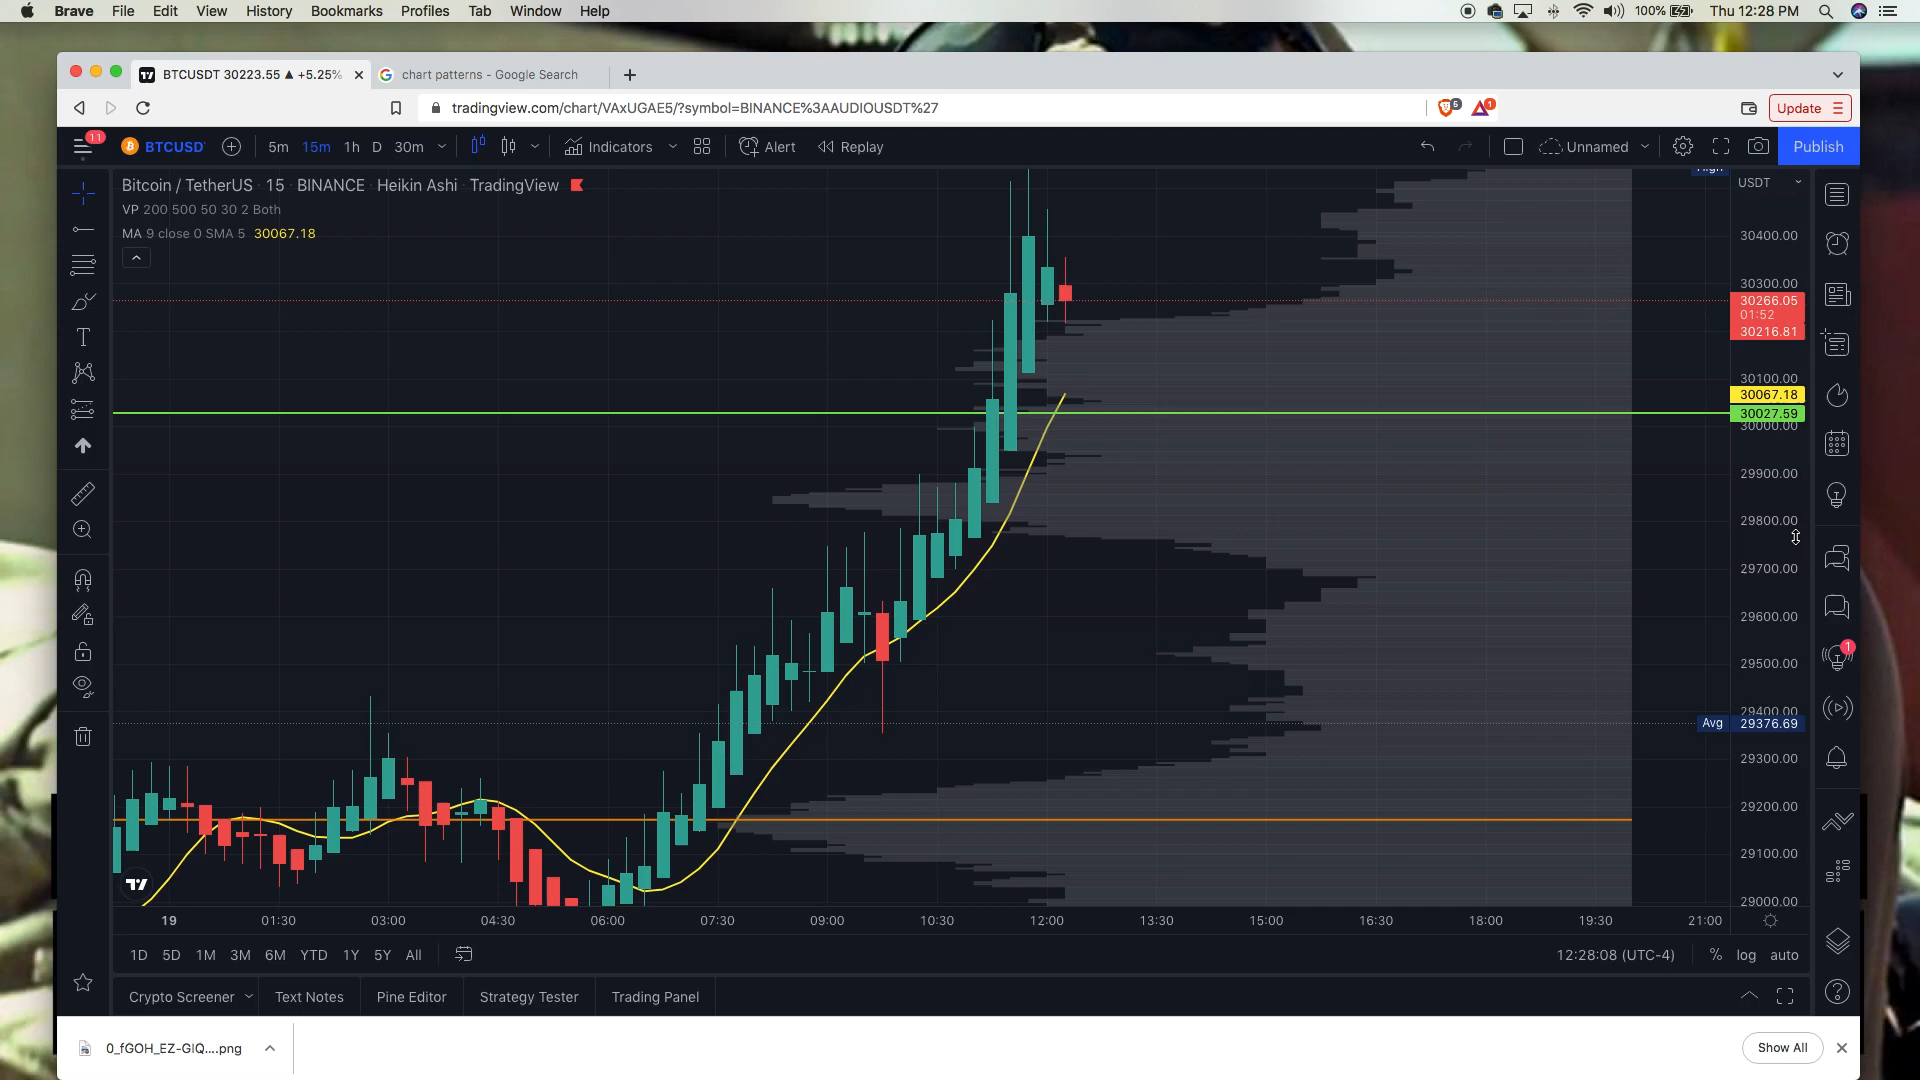 Brave File Edit View History Bookmarks Profiles Tab Window Help 100% Thu 12:28 PM
BTCUSDT 30223.55 ▲ +5.25% chart patterns - Google Search
tradingview.com/chart/VAxUGAE5/?symbol=BINANCE%3AAUDIOUSDT%27 5 1 Update
11 BTCUSD 5m 15m 1h D 30m Indicators Alert Replay Unnamed Publish
Bitcoin / TetherUS 15 BINANCE Heikin Ashi TradingView
USDT
VP 200 500 50 30 2 Both
MA 9 close 0 SMA 5 30067.18
30400.00
30300.00
30266.05
01:52
30216.81
30100.00
30067.18
30027.59
30000.00
29900.00
29800.00
29700.00
29600.00
29500.00
1
29400.00
Avg 29376.69
29300.00
29200.00
29100.00
29000.00
19 01:30 03:00 04:30 06:00 07:30 09:00 10:30 12:00 13:30 15:00 16:30 18:00 19:30 21:00
1D 5D 1M 3M 6M YTD 1Y 5Y All 12:28:08 (UTC-4) % log auto
Crypto Screener Text Notes Pine Editor Strategy Tester Trading Panel
0_fGOH_EZ-GIQ....png Show All